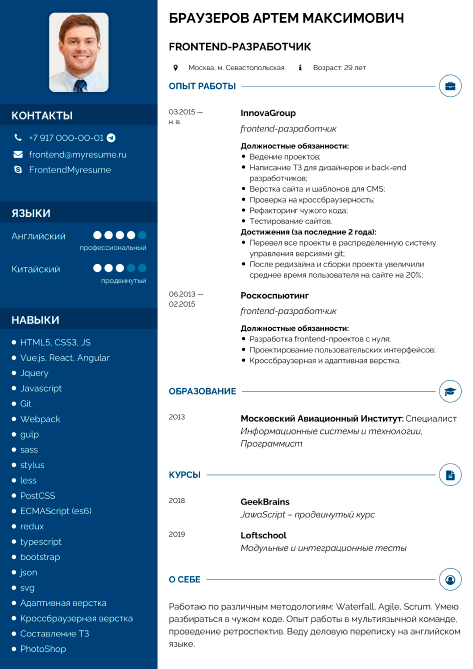 БРАУЗЕРОВ АРТЕМ МАКСИМОВИЧ
FRONTEND-РАЗРАБОТЧИК
Москва, м. Севастопольская
Возраст: 29 лет
КОНТАКТЫ
+7 917 000-00-01
frontend@myresume.ru
FrontendMyresume
ЯЗЫКИ
Английский
профессиональный
Китайский
продвинутый
НАВЫКИ
HTML5, CSS3, JS
Vue.js, React, Angular
Jquery
Javascript
Git
Webpack
gulp
sass
stylus
less
PostCSS
ECMAScript (es6)
redux
typescript
bootstrap
json
svg
Адаптивная верстка
Кроссбраузерная верстка
Составление ТЗ
PhotoShop
ОПЫТ РАБОТЫ
03.2015 —
н. в.
InnovaGroup
frontend-разработчик
Должностные обязанности:
Ведение проектов;
Написание ТЗ для дизайнеров и back-end
разработчиков;
Верстка сайта и шаблонов для CMS;
Проверка на кроссбраузерность;
Рефакторинг чужого кода;
Тестирование сайтов.
Достижения (за последние 2 года):
Перевел все проекты в распределенную систему
управления версиями git;
После редизайна и сборки проекта увеличили
среднее время пользователя на сайте на 20%;
06.2013 —
02.2015
Роспоспьютинг
frontend-разработчик
Должностные обязанности:
Разработка frontend-проектов с нуля;
Проектирование пользовательских интерфейсов;
Кроссбраузерная и адаптивная верстка.
ОБРАЗОВАНИЕ
2013
Московский Авиационный Институт: Специалист
Информационные системы и технологии,
Программист
КУРСЫ
2018
GeekBrains
JawaScript – продвинутый курс
2019
Loftschool
Модульные и интеграционные тесты
О СЕБЕ
Работаю по различным методологиям: Waterfall, Agile, Scrum. Умею
разбираться в чужом коде. Опыт работы в мультиязычной команде,
проведение ретроспектив. Веду деловую переписку на английском
языке.